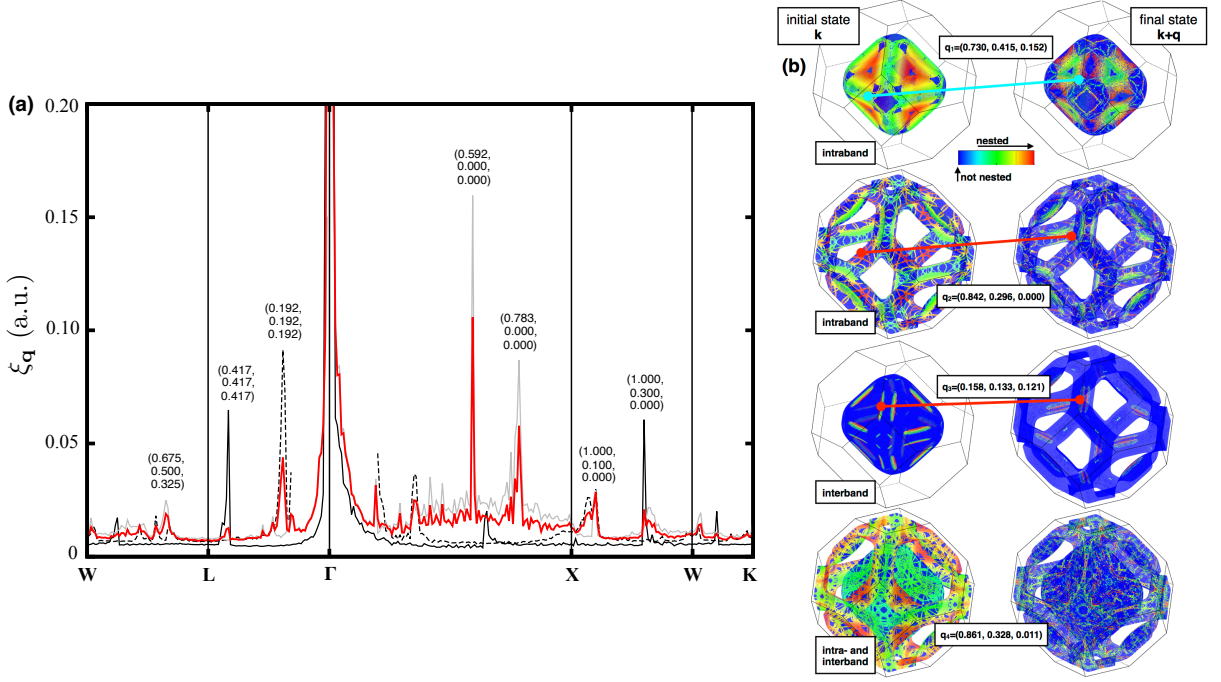 (a)
ξq (a.u.)
0.20
0.15
0.10
0.05
0
W
L
Γ
X
W
K
(0.675,
0.500,
0.325)
(0.417,
0.417,
0.417)
(0.192,
0.192,
0.192)
(0.592,
0.000,
0.000)
(0.783,
0.000,
0.000)
(1.000,
0.100,
0.000)
(1.000,
0.300,
0.000)
(b)
initial state
k
final state
k+q
q1=(0.730, 0.415, 0.152)
intraband
nested
not nested
q2=(0.842, 0.296, 0.000)
intraband
q3=(0.158, 0.133, 0.121)
interband
q4=(0.861, 0.328, 0.011)
intra- and
interband